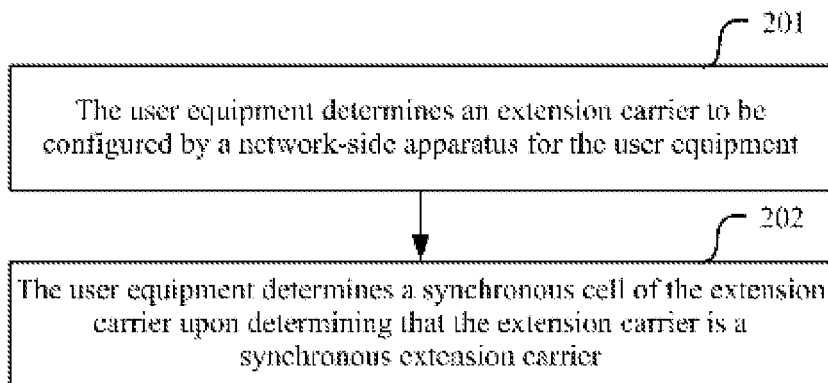 201
The user equipment determines an extension carrier to be
configured by a network-side apparatus for the user equipment
202
The user equipment determines a synchronous cell of the extension
carrier upon determining that the extension carrier is a
synchronous extension carrier